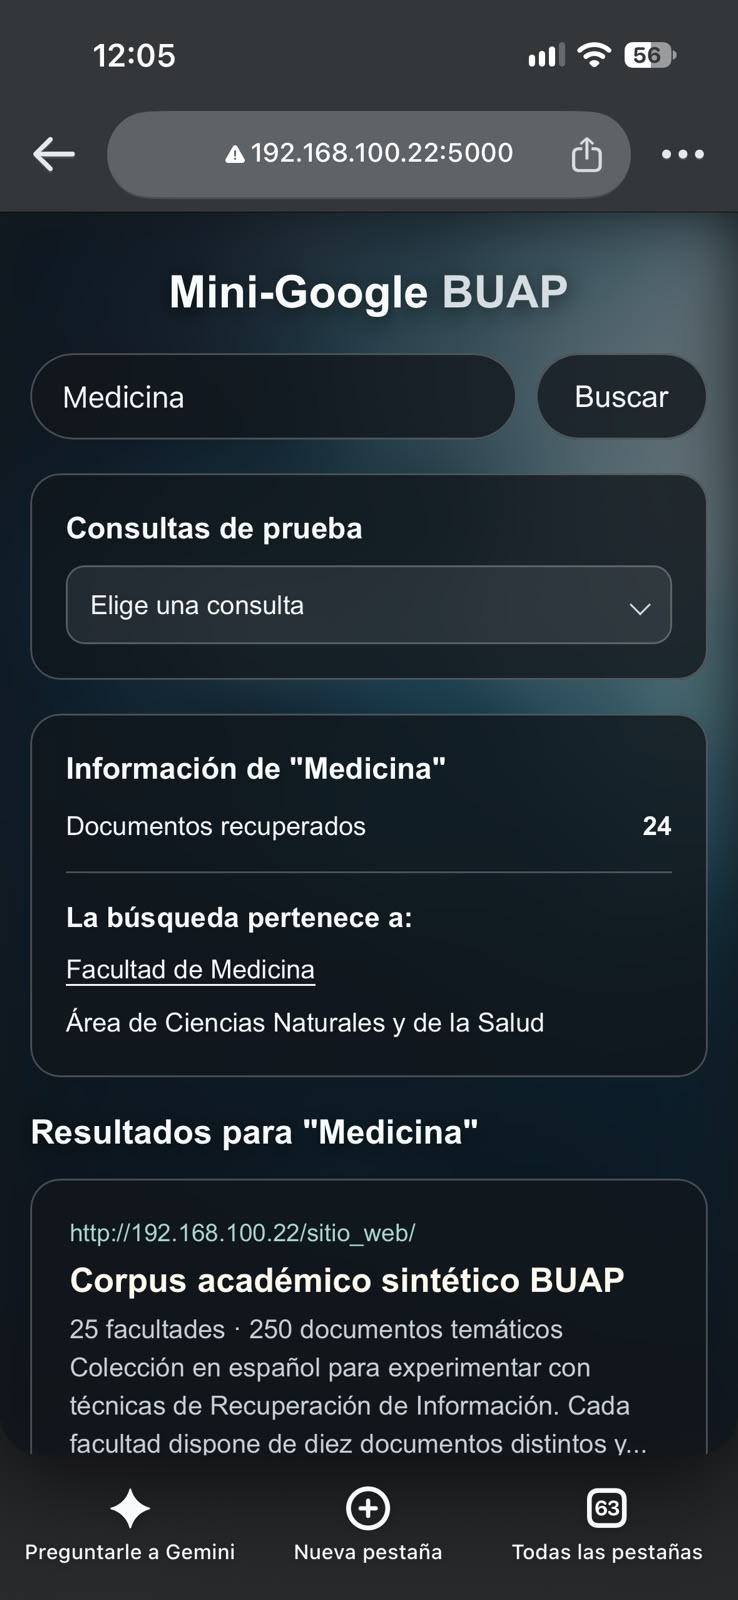 12:05
56
192.168.100.22:5000
Mini-Google BUAP
Medicina
Buscar
Consultas de prueba
Elige una consulta
Información de "Medicina"
Documentos recuperados 24
La búsqueda pertenece a:
Facultad de Medicina
Área de Ciencias Naturales y de la Salud
Resultados para "Medicina"
http://192.168.100.22/sitio_web/
Corpus académico sintético BUAP
25 facultades · 250 documentos temáticos
Colección en español para experimentar con
técnicas de Recuperación de Información. Cada
facultad dispone de diez documentos distintos y...
63
Preguntarle a Gemini
Nueva pestaña
Todas las pestañas